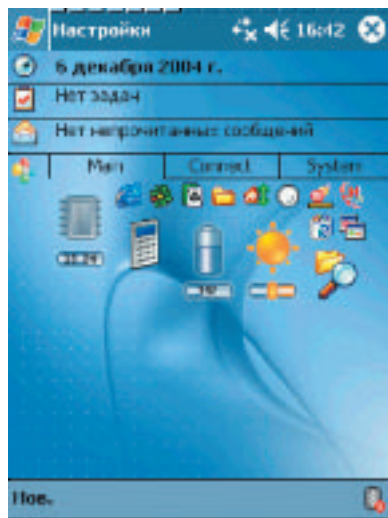 Настройки 16:42
6 декабря 2004 г.
Нет задач
Нет непрочитанных сообщений
Main Connect System
Нов.